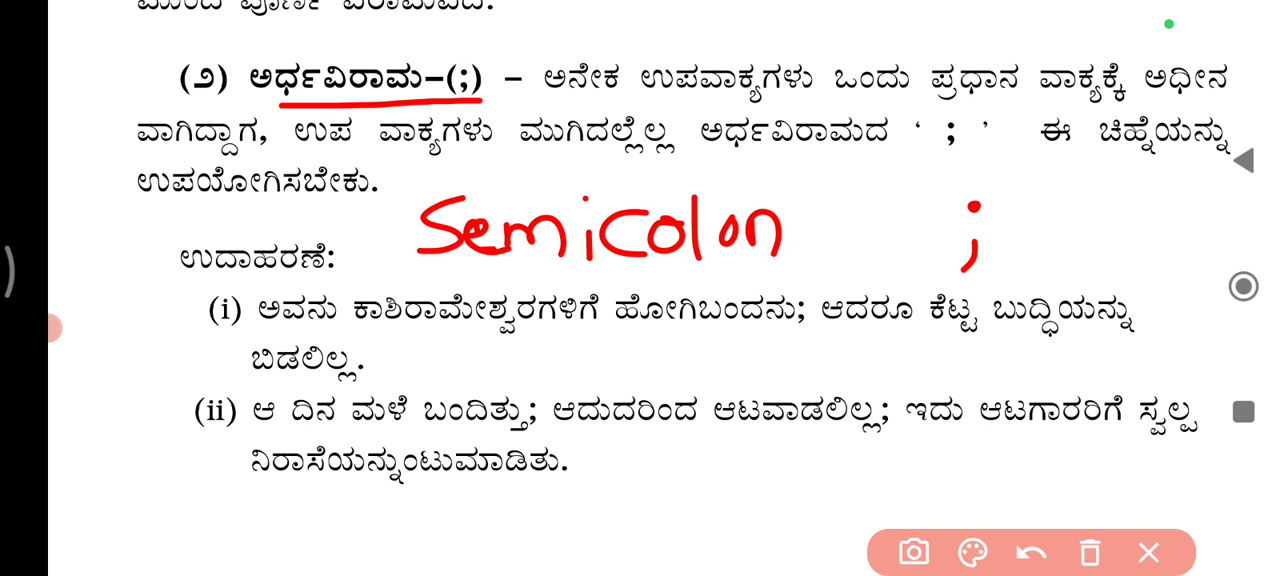 (೨) ಅರ್ಧವಿರಾಮ–(;) – ಅನೇಕ ಉಪವಾಕ್ಯಗಳು ಒಂದು ಪ್ರಧಾನ ವಾಕ್ಯಕ್ಕೆ ಅಧೀನ
ವಾಗಿದ್ದಾಗ, ಉಪ ವಾಕ್ಯಗಳು ಮುಗಿದಲ್ಲೆಲ್ಲ ಅರ್ಧವಿರಾಮದ ‘ ; ’ ಈ ಚಿಹ್ನೆಯನ್ನು
ಉಪಯೋಗಿಸಬೇಕು.
Semicolon ;
ಉದಾಹರಣೆ:
(i) ಅವನು ಕಾಶಿರಾಮೇಶ್ವರಗಳಿಗೆ ಹೋಗಿಬಂದನು; ಆದರೂ ಕೆಟ್ಟ ಬುದ್ಧಿಯನ್ನು
ಬಿಡಲಿಲ್ಲ.
(ii) ಆ ದಿನ ಮಳೆ ಬಂದಿತ್ತು; ಆದುದರಿಂದ ಆಟವಾಡಲಿಲ್ಲ; ಇದು ಆಟಗಾರರಿಗೆ ಸ್ವಲ್ಪ
ನಿರಾಸೆಯನ್ನುಂಟುಮಾಡಿತು.